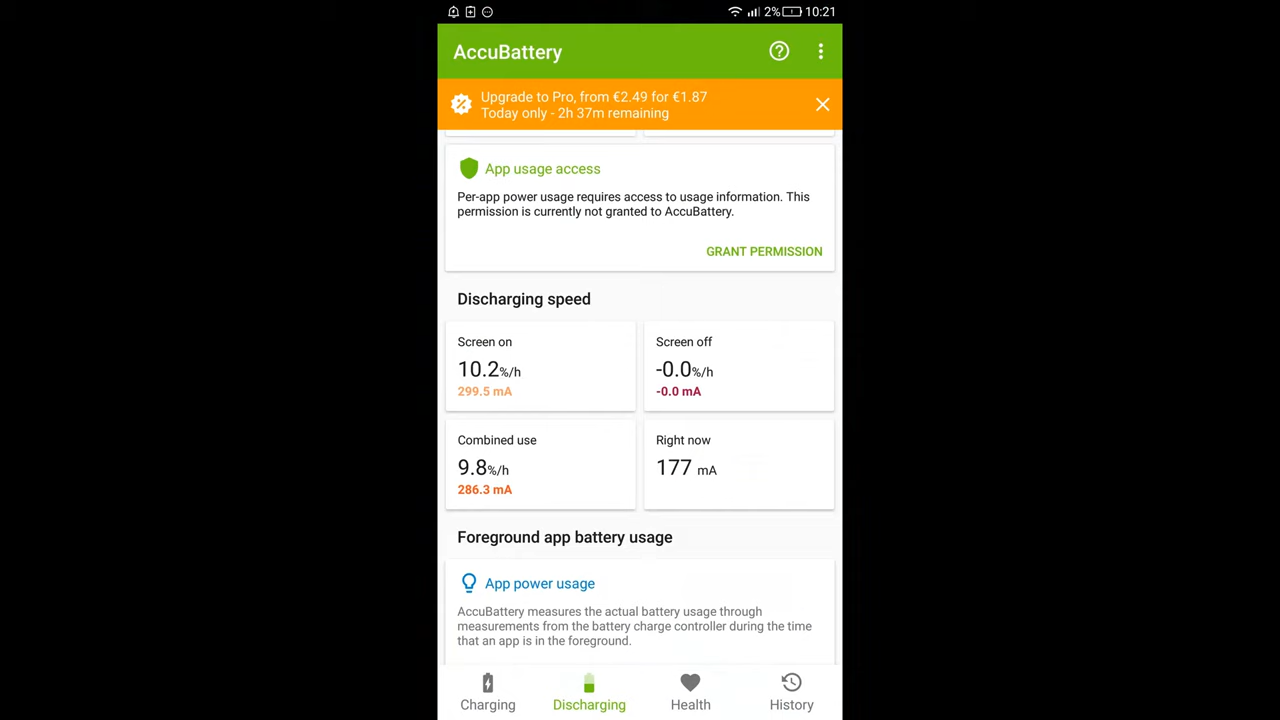 2% 10:21
AccuBattery
Upgrade to Pro, from €2.49 for €1.87
Today only - 2h 37m remaining
App usage access
Per-app power usage requires access to usage information. This
permission is currently not granted to AccuBattery.
GRANT PERMISSION
Discharging speed
Screen on
10.2%/h
299.5 mA
Screen off
-0.0%/h
-0.0 mA
Combined use
9.8%/h
286.3 mA
Right now
177 mA
Foreground app battery usage
App power usage
AccuBattery measures the actual battery usage through
measurements from the battery charge controller during the time
that an app is in the foreground.
Charging
Discharging
Health
History